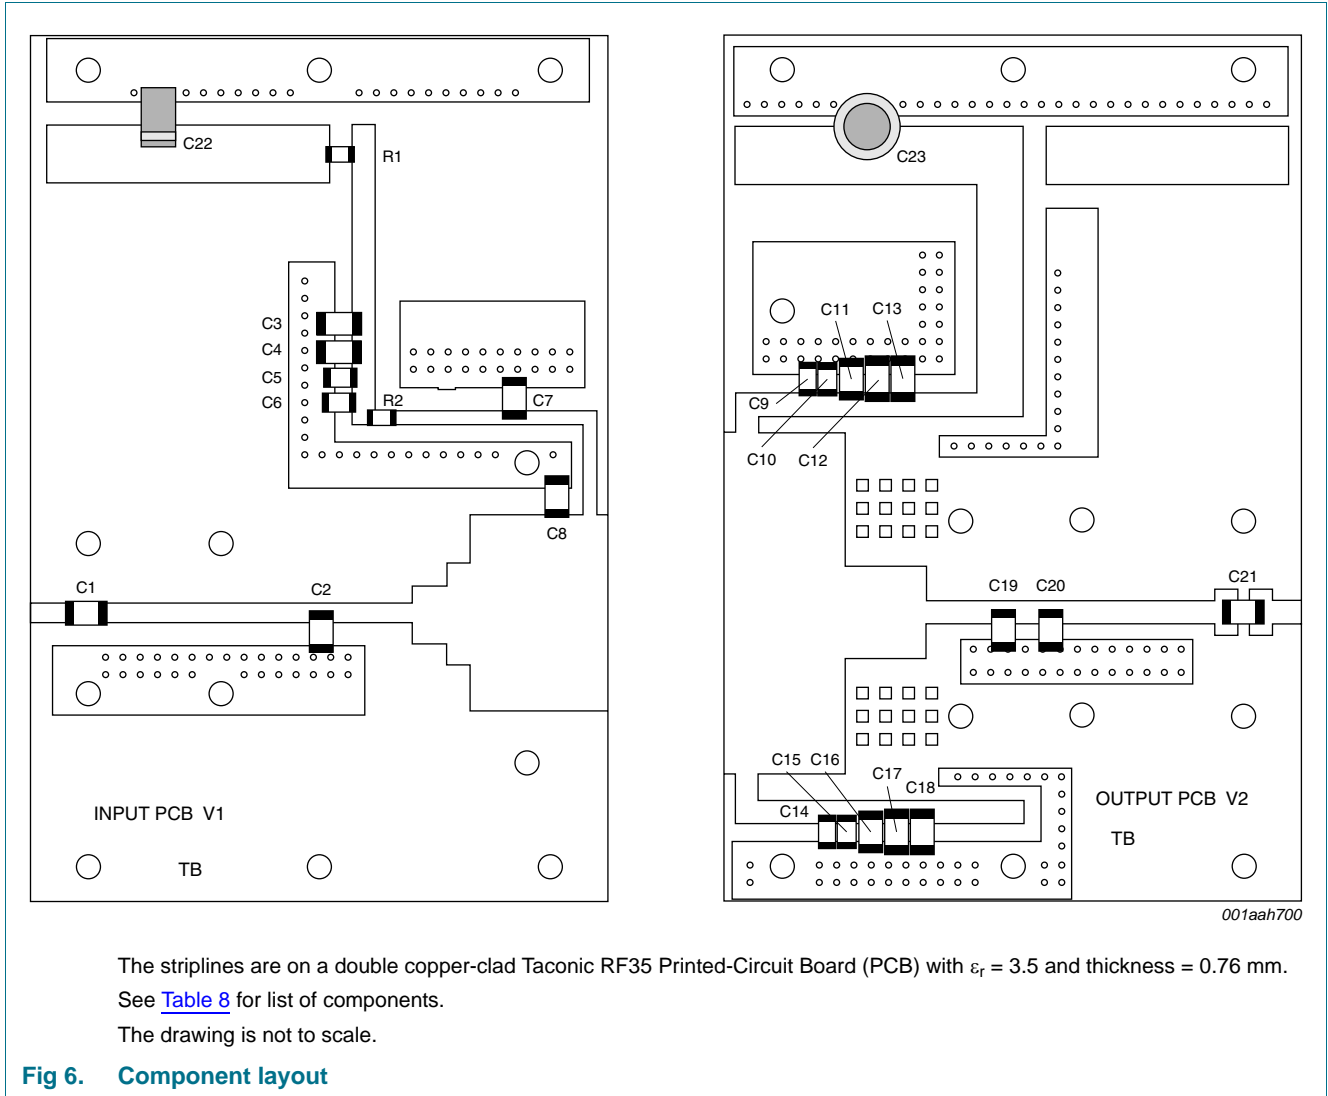 C22
R1
C3
C4
C5
C6
R2
C7
C8
C1
C2
INPUT PCB V1
TB
C23
C11
C13
C9
C10
C12
C19
C20
C21
C15
C16
C17
C18
C14
OUTPUT PCB V2
TB
001aah700
The striplines are on a double copper-clad Taconic RF35 Printed-Circuit Board (PCB) with εr = 3.5 and thickness = 0.76 mm.
See Table 8 for list of components.
The drawing is not to scale.
Fig 6. Component layout